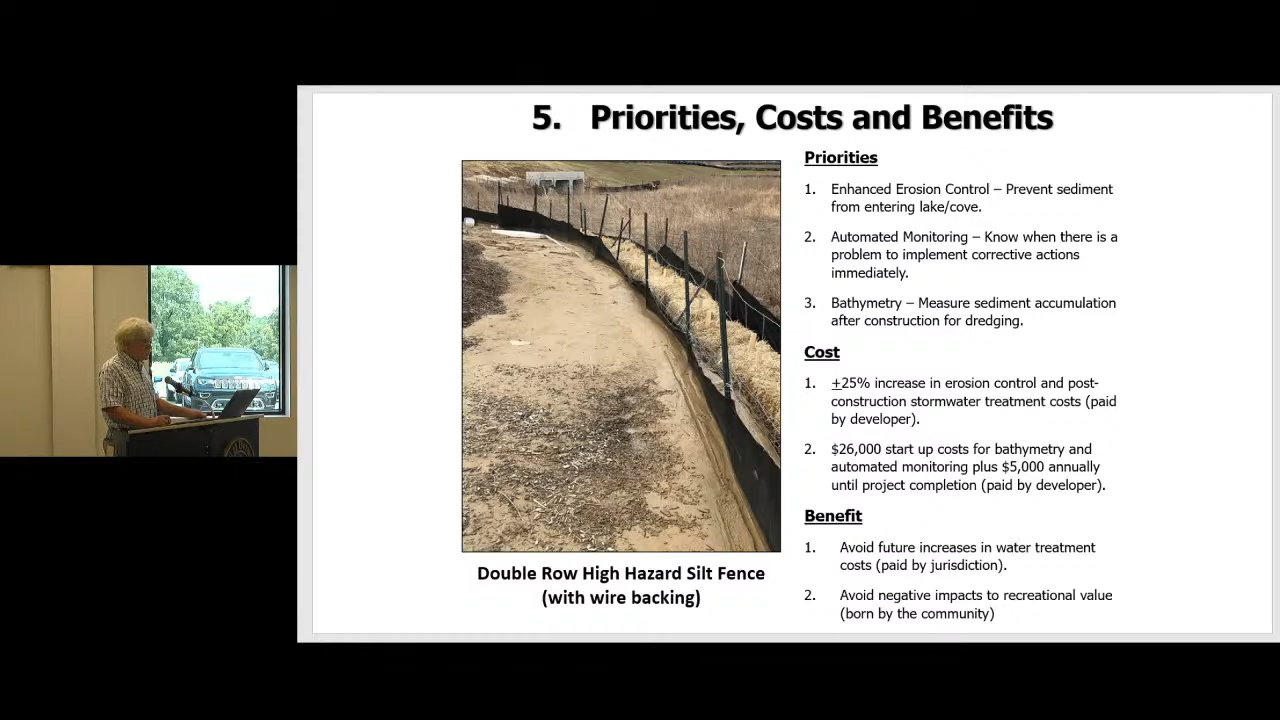 5. Priorities, Costs and Benefits
Priorities
1. Enhanced Erosion Control – Prevent sediment
from entering lake/cove.
2. Automated Monitoring – Know when there is a
problem to implement corrective actions
immediately.
3. Bathymetry – Measure sediment accumulation
after construction for dredging.
Cost
1. +25% increase in erosion control and post-
construction stormwater treatment costs (paid
by developer).
2. $26,000 start up costs for bathymetry and
automated monitoring plus $5,000 annually
until project completion (paid by developer).
Benefit
1. Avoid future increases in water treatment
costs (paid by jurisdiction).
2. Avoid negative impacts to recreational value
(born by the community)
Double Row High Hazard Silt Fence
(with wire backing)